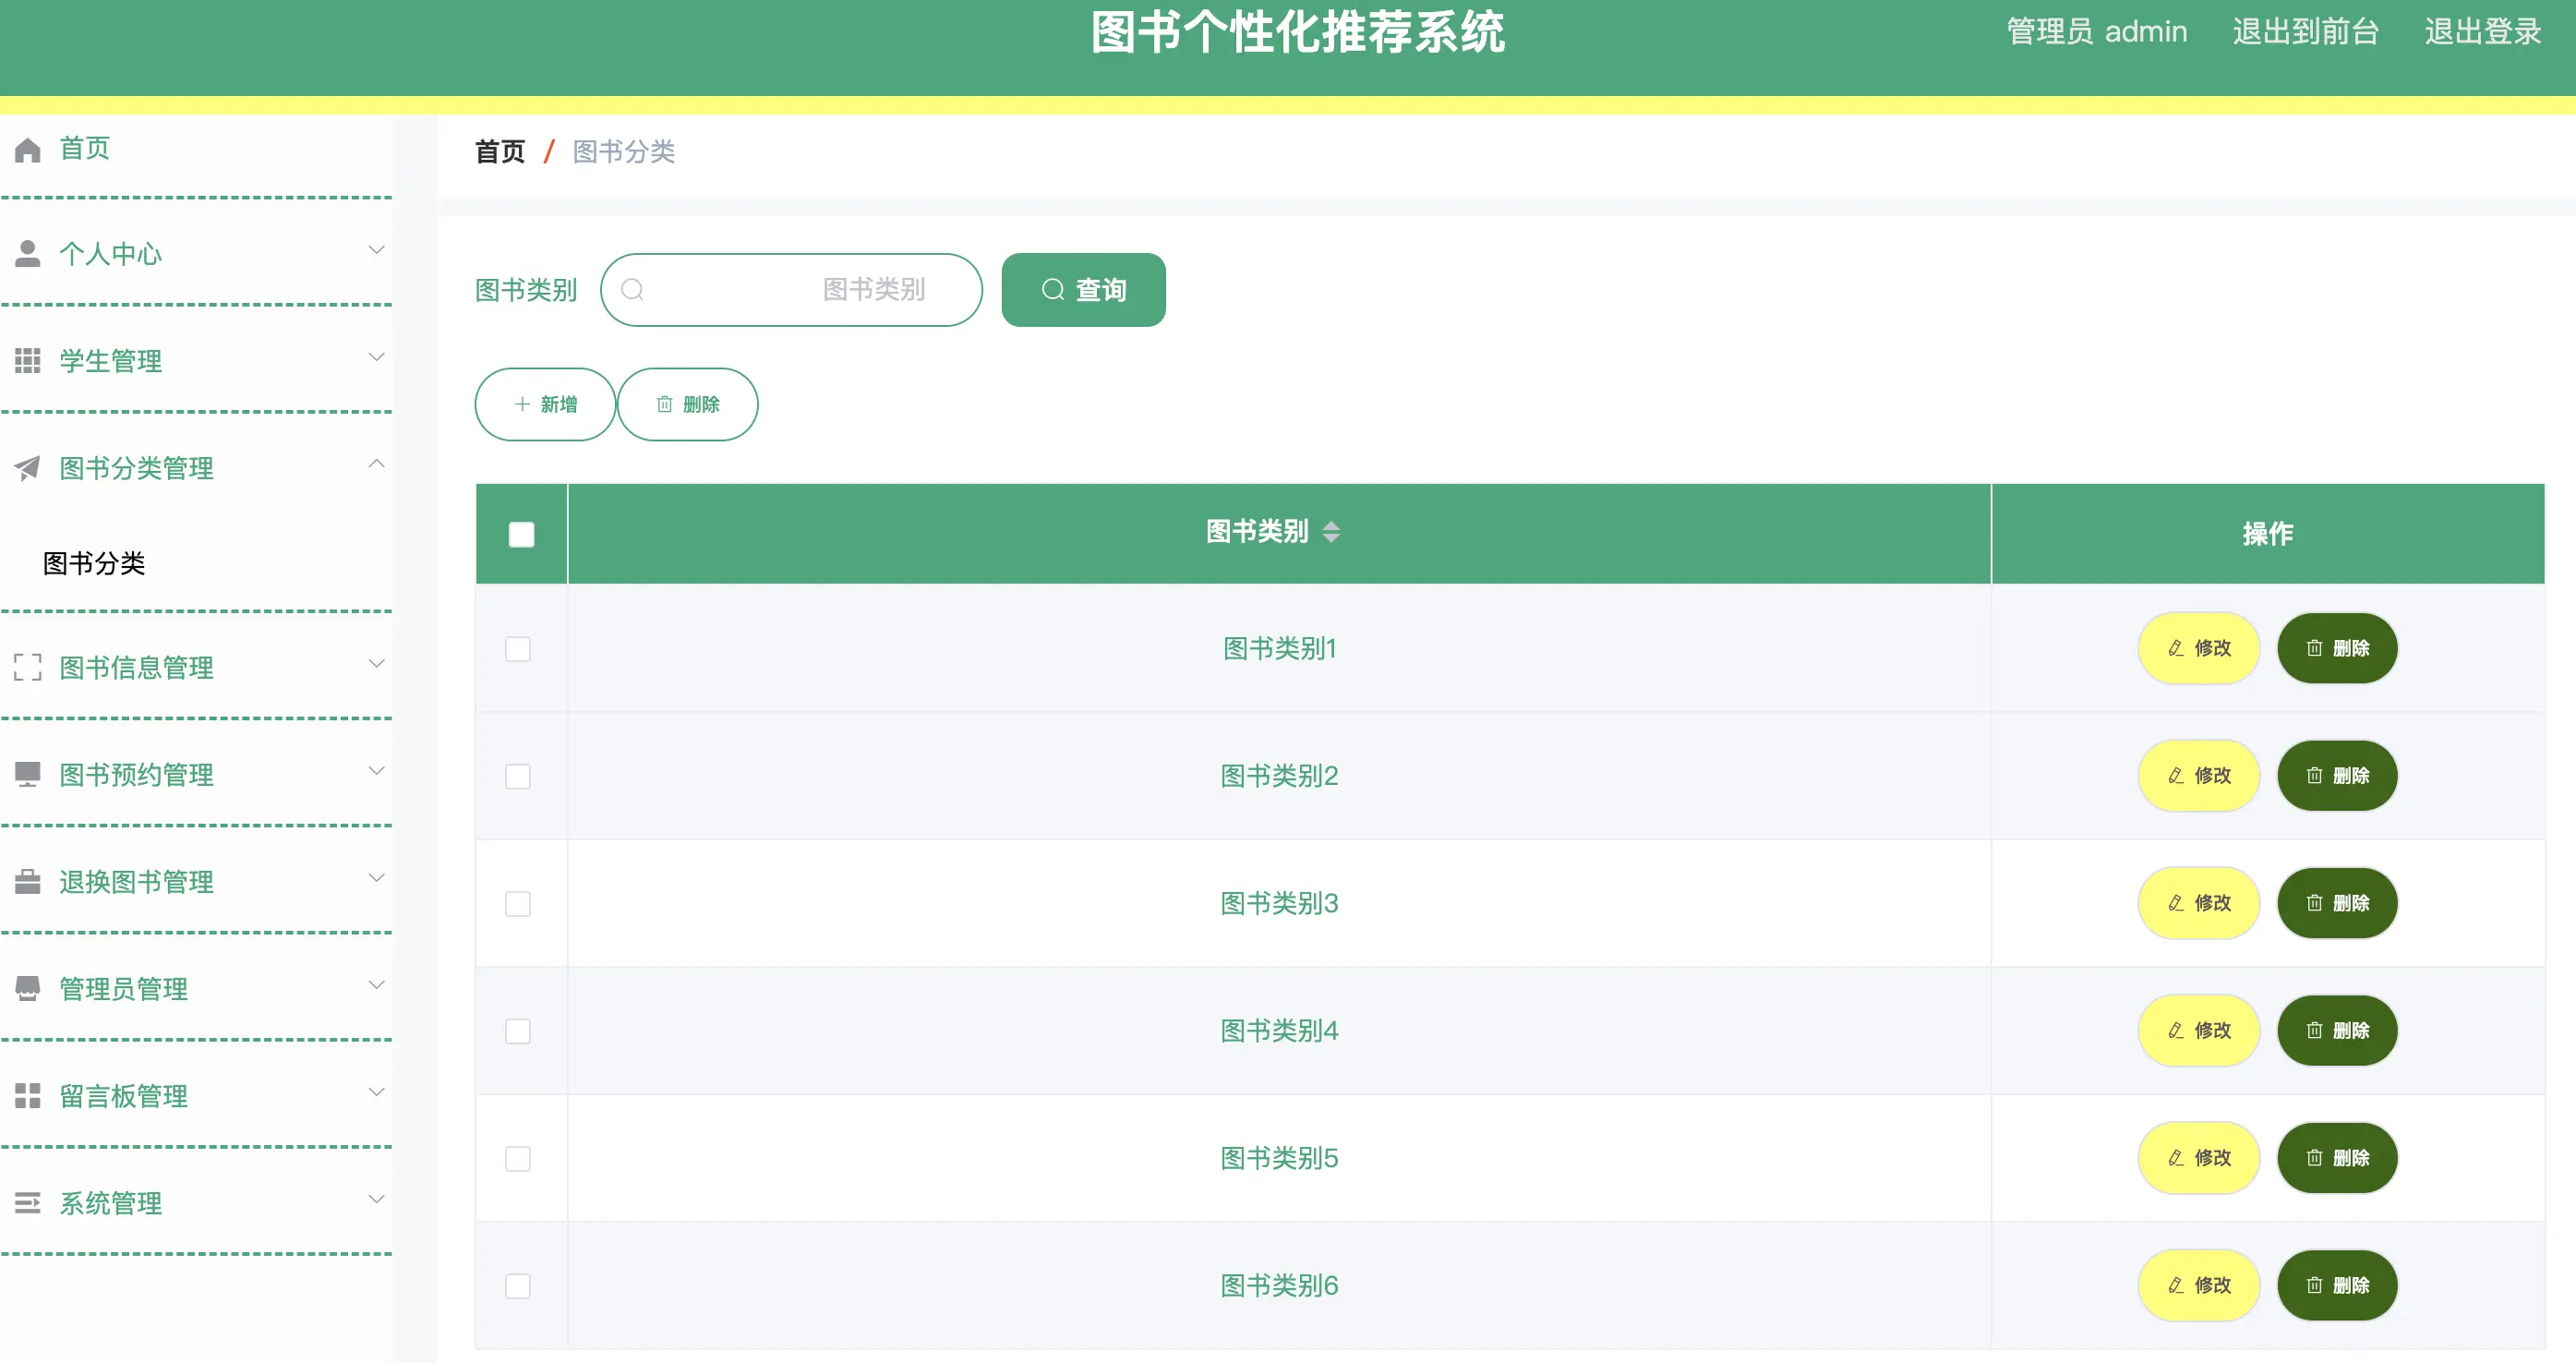 图书个性化推荐系统
管理员 admin 退出到前台 退出登录
首页
个人中心
学生管理
图书分类管理
图书分类
图书信息管理
图书预约管理
退换图书管理
管理员管理
留言板管理
系统管理
首页 / 图书分类
图书类别 图书类别 查询
新增 删除
图书类别 操作
图书类别1 修改 删除
图书类别2 修改 删除
图书类别3 修改 删除
图书类别4 修改 删除
图书类别5 修改 删除
图书类别6 修改 删除